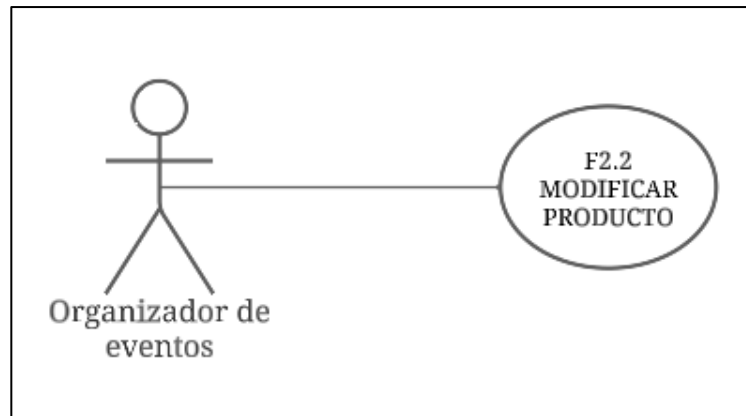 F2.2
MODIFICAR
PRODUCTO
Organizador de
eventos